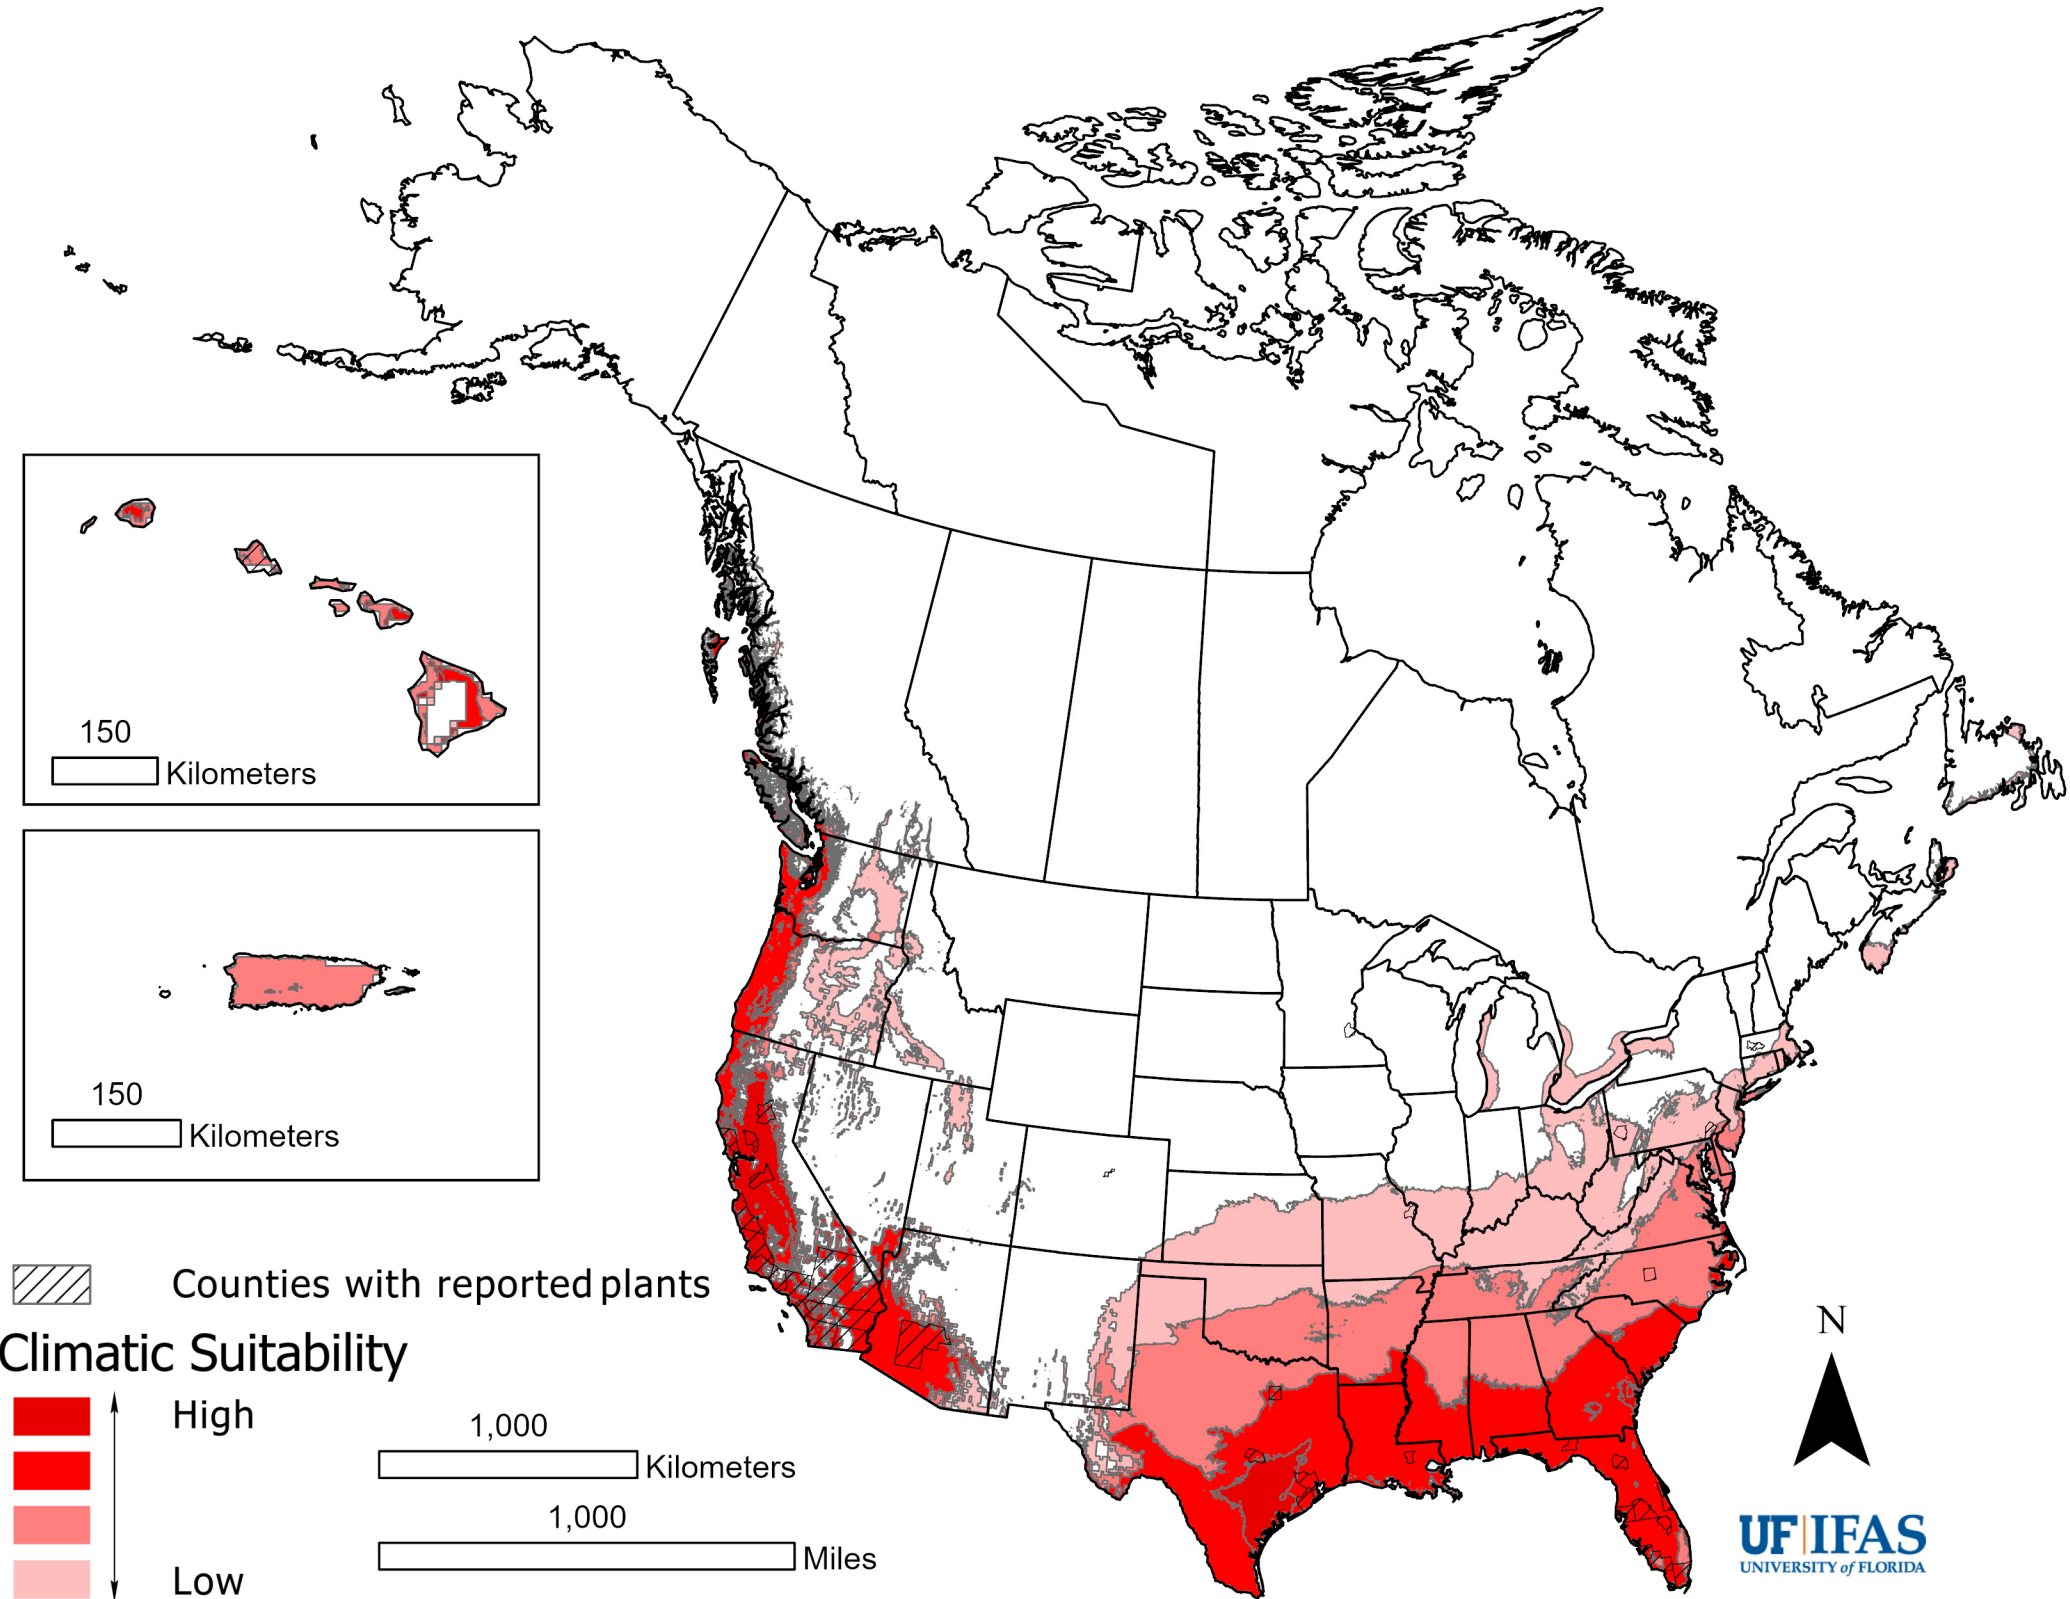 150
Kilometers
150
Kilometers
Counties with reported plants
Climatic Suitability
High
Low
1,000
Kilometers
1,000
Miles
N
UF|IFAS
UNIVERSITY of FLORIDA